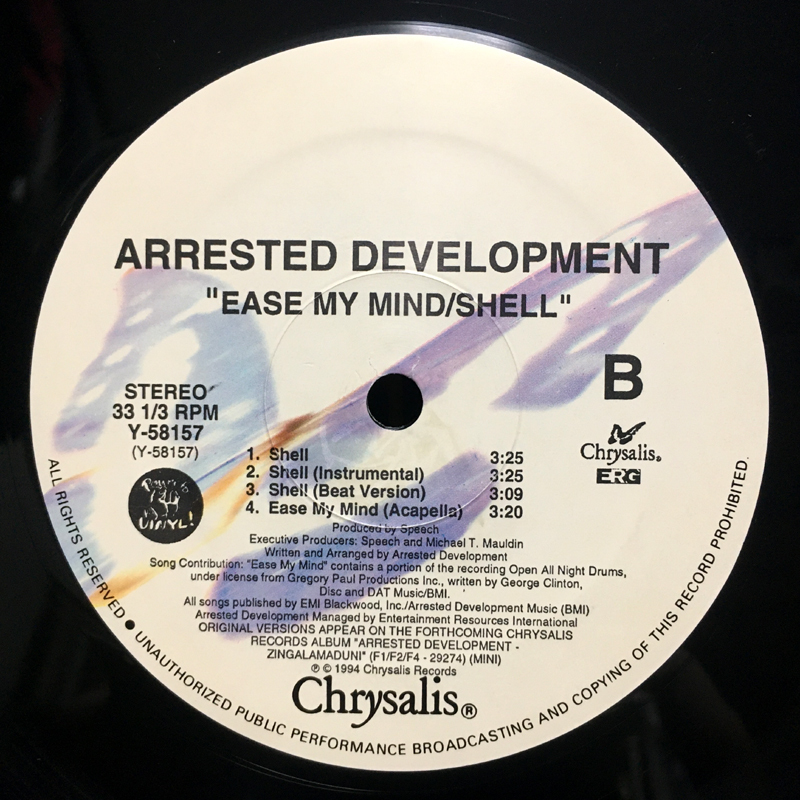 ARRESTED DEVELOPMENT
"EASE MY MIND/SHELL"
B
STEREO
33 1/3 RPM
Y-58157
(Y-58157)
Chrysalis®
ERG
Down to
VINYL!
1. Shell 3:25
2. Shell (Instrumental) 3:25
3. Shell (Beat Version) 3:09
4. Ease My Mind (Acapella) 3:20
Produced by Speech
Executive Producers: Speech and Michael T. Mauldin
Written and Arranged by Arrested Development
Song Contribution: "Ease My Mind" contains a portion of the recording Open All Night Drums,
under license from Gregory Paul Productions Inc., written by George Clinton,
Disc and DAT Music/BMI.
All songs published by EMI Blackwood, Inc./Arrested Development Music (BMI)
Arrested Development Managed by Entertainment Resources International
ORIGINAL VERSIONS APPEAR ON THE FORTHCOMING CHRYSALIS
RECORDS ALBUM "ARRESTED DEVELOPMENT -
ZINGALAMADUNI" (F1/F2/F4 - 29274) (MINI)
℗ © 1994 Chrysalis Records
Chrysalis®
ALL RIGHTS RESERVED ● UNAUTHORIZED PUBLIC PERFORMANCE BROADCASTING AND COPYING OF THIS RECORD PROHIBITED.